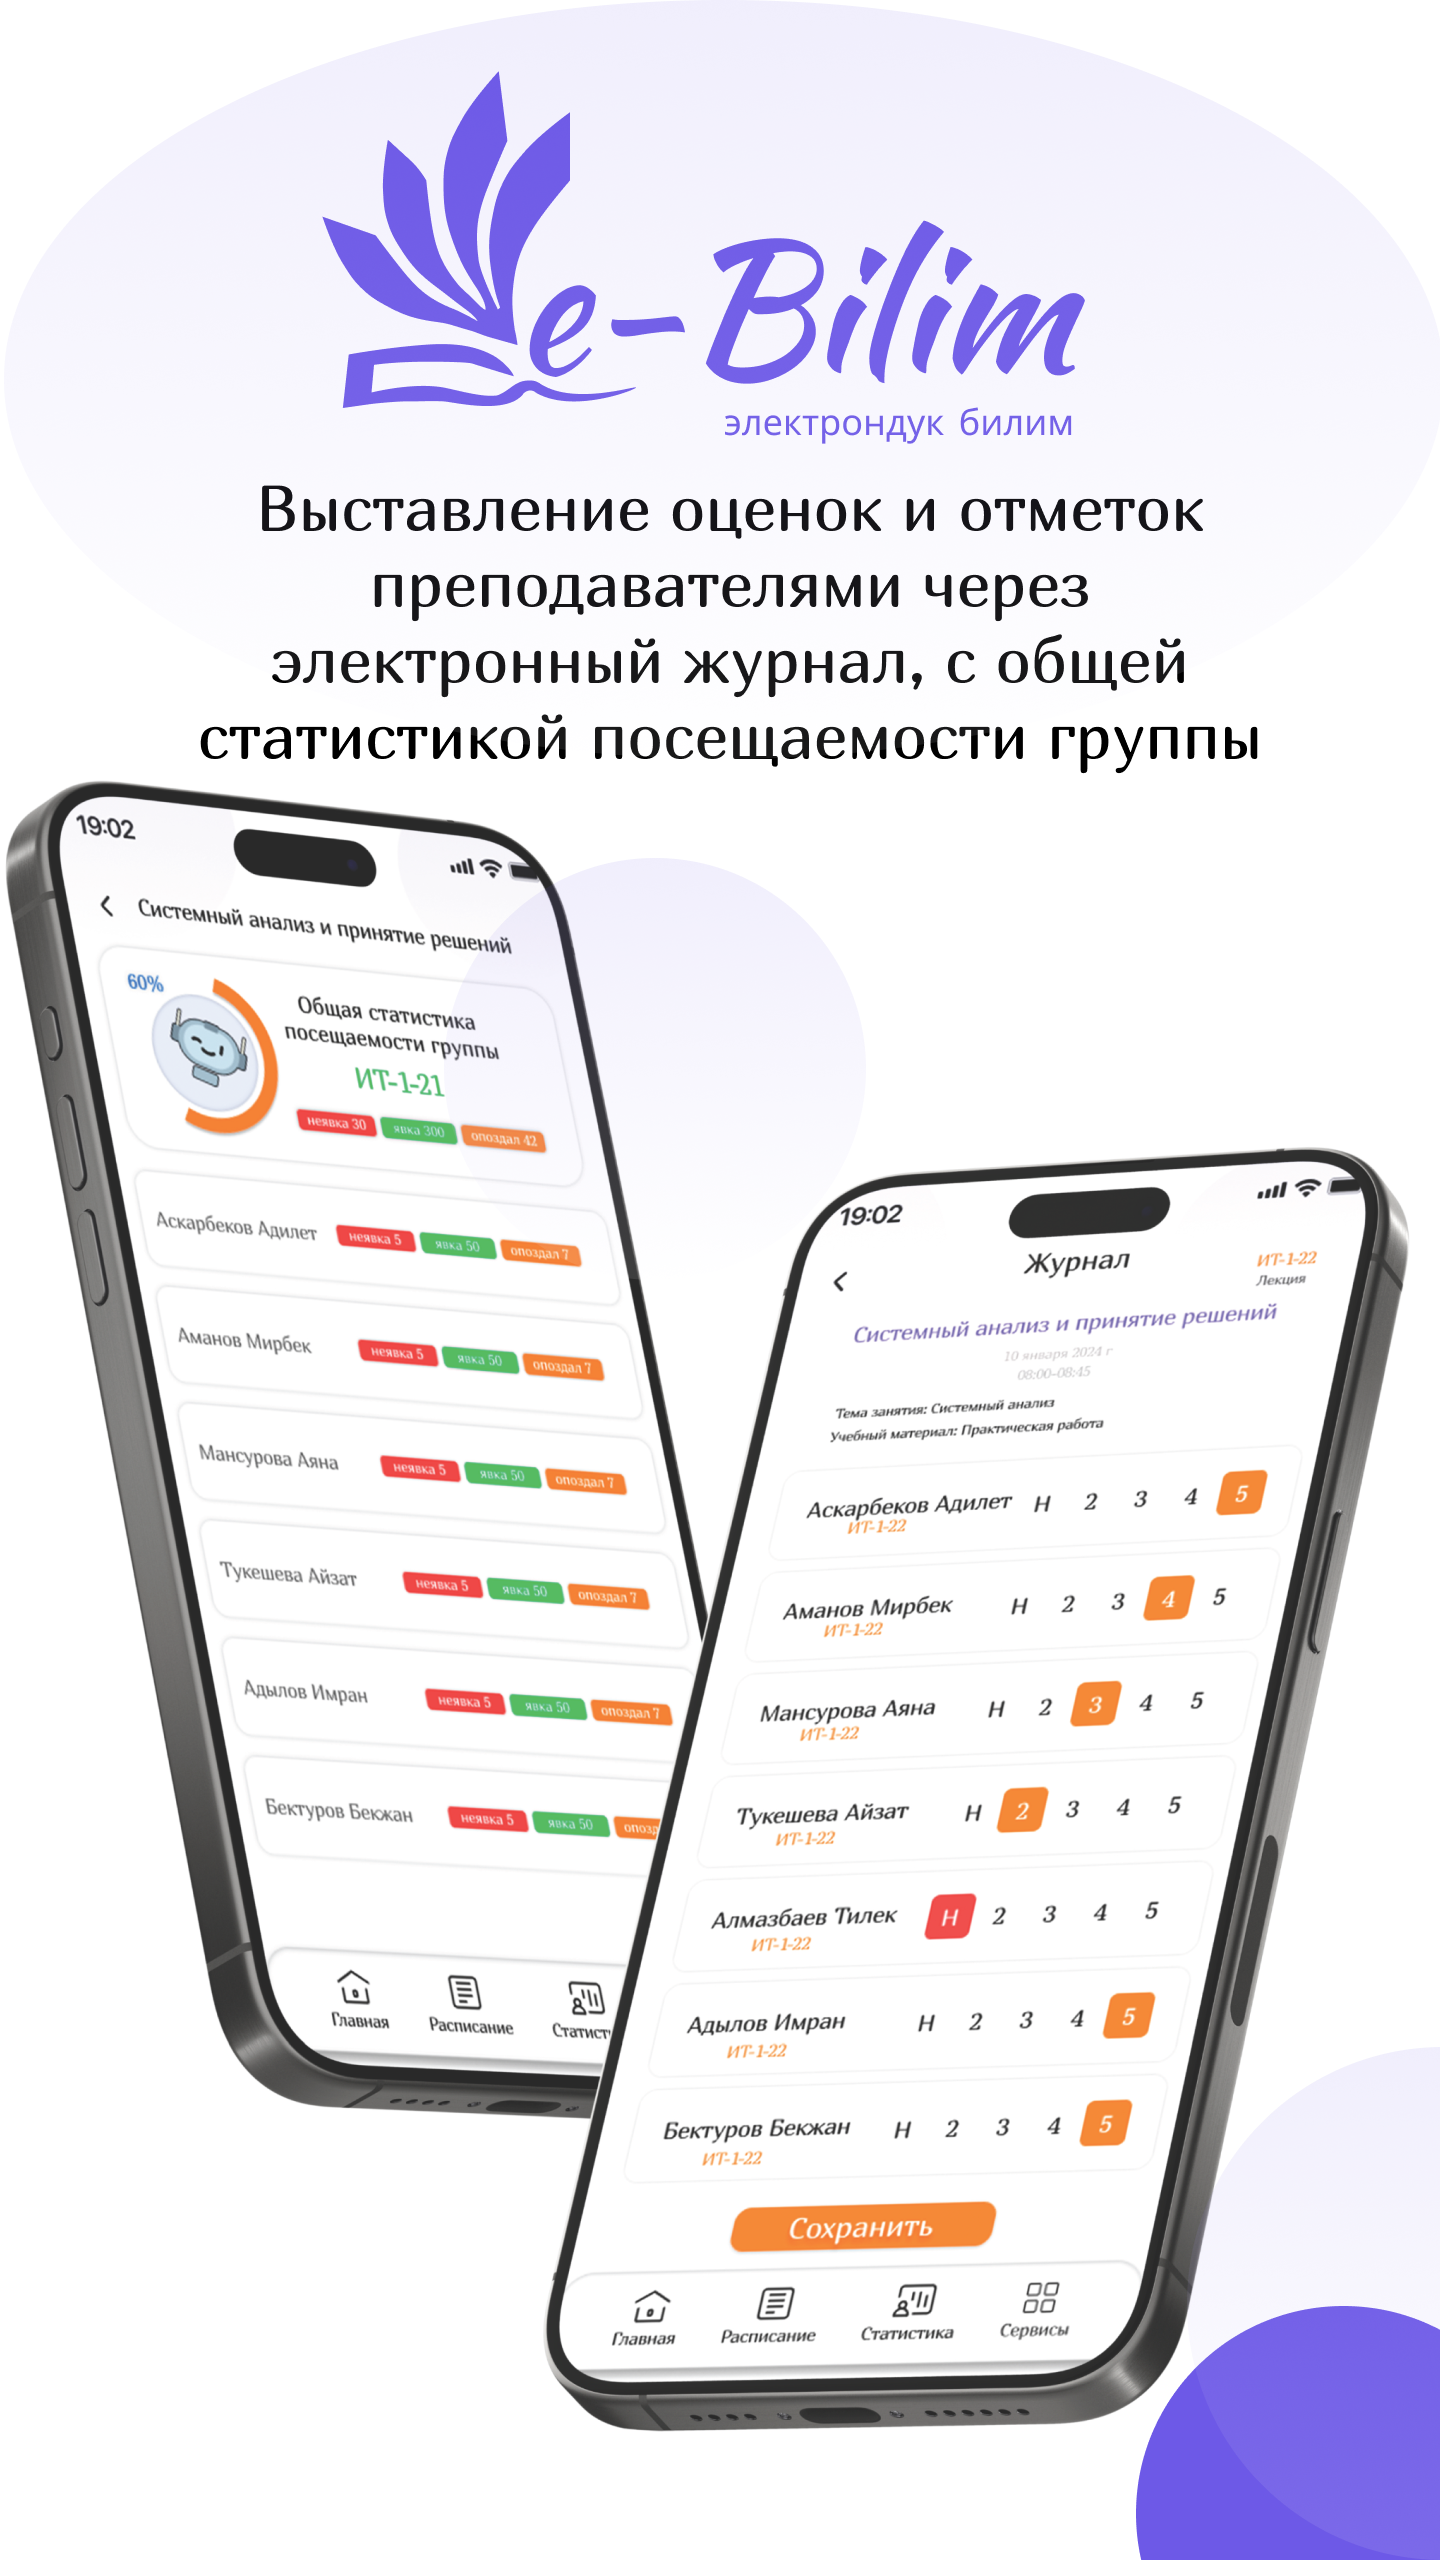 e-Bilim
электрондук билим
Выставление оценок и отметок
преподавателями через
электронный журнал, с общей
статистикой посещаемости группы
19:02
Системный анализ и принятие решений
60%
Общая статистика
посещаемости группы
ИТ-1-21
неявка 30 явка 300 опоздал 42
Аскарбеков Адилет неявка 5 явка 50 опоздал 7
Аманов Мирбек неявка 5 явка 50 опоздал 7
Мансурова Аяна неявка 5 явка 50 опоздал 7
Тукешева Айзат неявка 5 явка 50 опоздал 7
Адылов Имран неявка 5 явка 50 опоздал 7
Бектуров Бекжан неявка 5 явка 50 опозд
Главная Расписание Статист
19:02
Журнал
ИТ-1-22
Лекция
Системный анализ и принятие решений
10 января 2024 г
08:00-08:45
Тема занятия: Системный анализ
Учебный материал: Практическая работа
Аскарбеков Адилет Н 2 3 4 5
ИТ-1-22
Аманов Мирбек Н 2 3 4 5
ИТ-1-22
Мансурова Аяна Н 2 3 4 5
ИТ-1-22
Тукешева Айзат Н 2 3 4 5
ИТ-1-22
Алмазбаев Тилек Н 2 3 4 5
ИТ-1-22
Адылов Имран Н 2 3 4 5
ИТ-1-22
Бектуров Бекжан Н 2 3 4 5
ИТ-1-22
Сохранить
Главная Расписание Статистика Сервисы